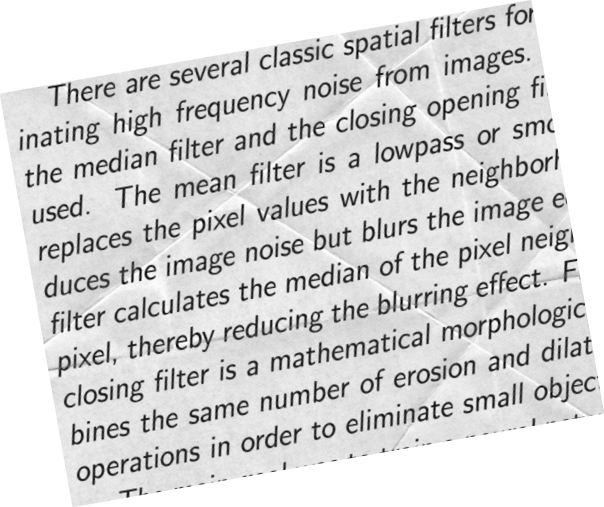 There are several classic spatial filters for
inating high frequency noise from images.
the median filter and the closing opening fi
used. The mean filter is a lowpass or smo
replaces the pixel values with the neighborh
duces the image noise but blurs the image e
filter calculates the median of the pixel neig
pixel, thereby reducing the blurring effect. F
closing filter is a mathematical morphologic
bines the same number of erosion and dilat
operations in order to eliminate small objec